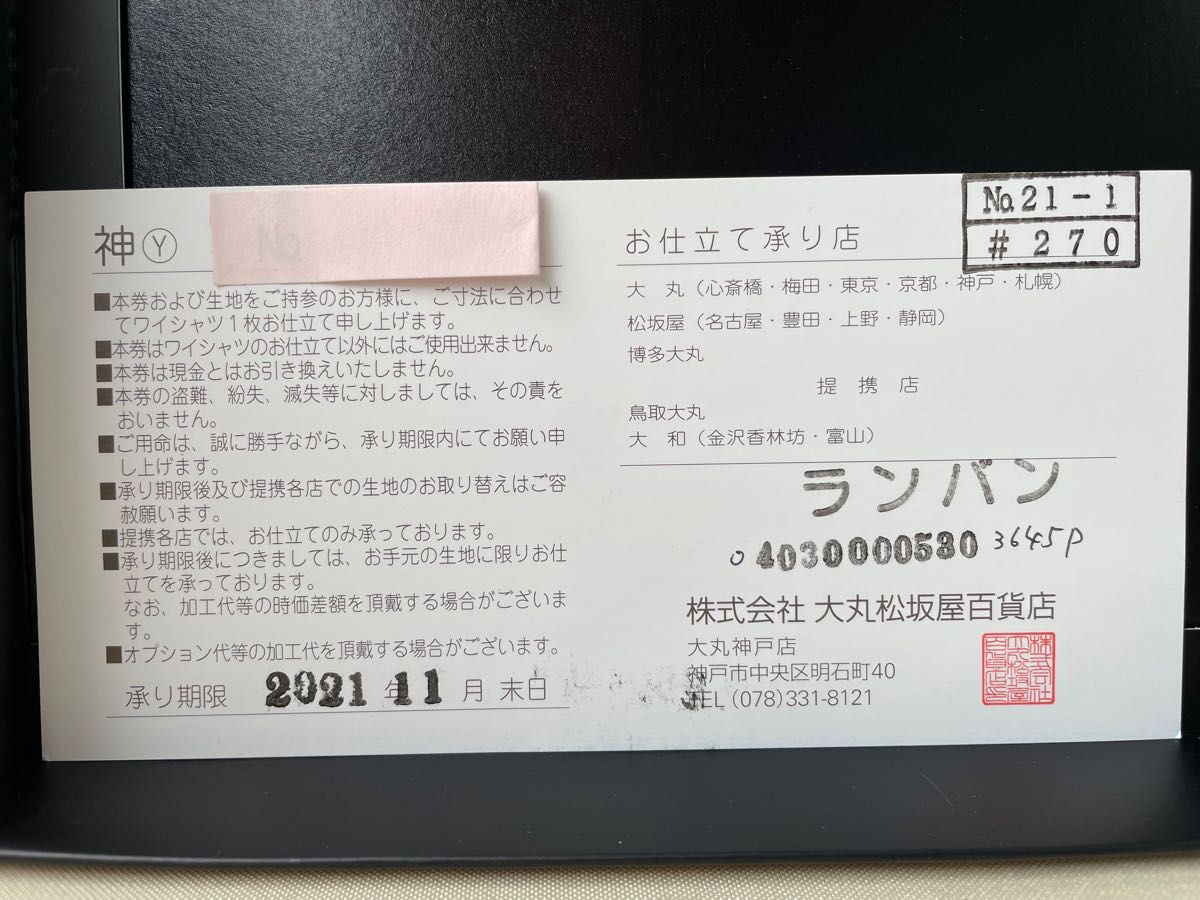 神Ⓨ No
■本券および生地をご持参のお方様に、ご寸法に合わせ
てワイシャツ1枚お仕立て申し上げます。
■本券はワイシャツのお仕立て以外にはご使用出来ません。
■本券は現金とはお引き換えいたしません。
■本券の盗難、紛失、滅失等に対しましては、その責を
おいません。
■ご用命は、誠に勝手ながら、承り期限内にてお願い申
し上げます。
■承り期限後及び提携各店での生地のお取り替えはご容
赦願います。
■提携各店では、お仕立てのみ承っております。
■承り期限後につきましては、お手元の生地に限りお仕
立てを承っております。
なお、加工代等の時価差額を頂戴する場合がございま
す。
■オプション代等の加工代を頂戴する場合がございます。
承り期限 2021年11月末日
No.21-1
#270
お仕立て承り店
大 丸（心斎橋・梅田・東京・京都・神戸・札幌）
松坂屋（名古屋・豊田・上野・静岡）
博多大丸
提 携 店
鳥取大丸
大 和（金沢香林坊・富山）
ランバン
04030000530 3645P
株式会社 大丸松坂屋百貨店
大丸神戸店
神戸市中央区明石町40
TEL(078)331-8121